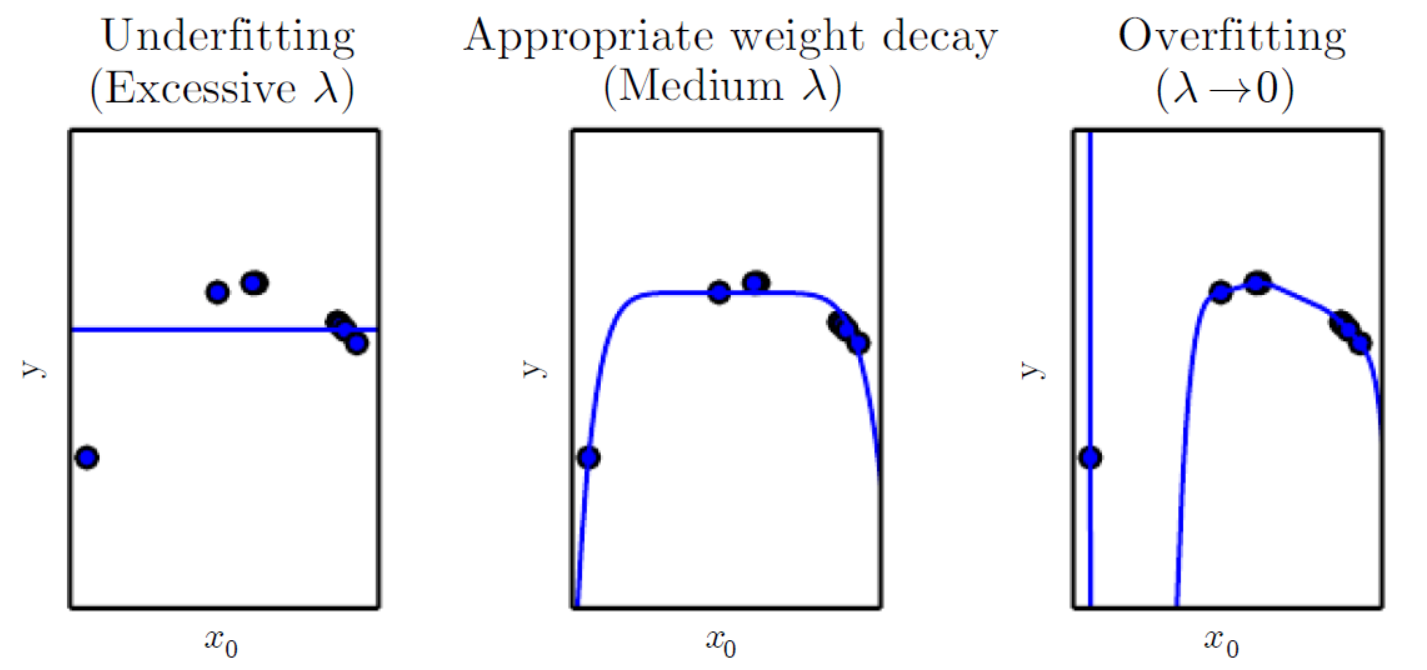 Underfitting
(Excessive λ)
Appropriate weight decay
(Medium λ)
Overfitting
(λ→0)
y
x₀
y
x₀
y
x₀